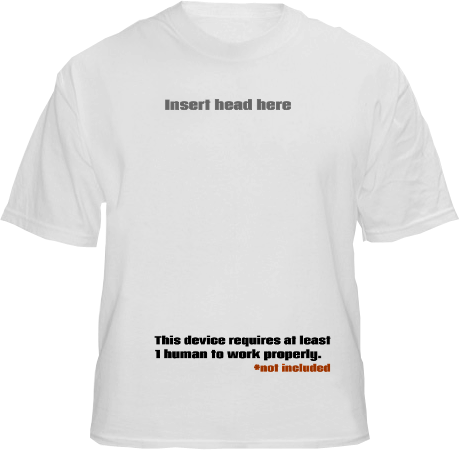 Insert head here
This device requires at least
1 human to work properly.
*not included